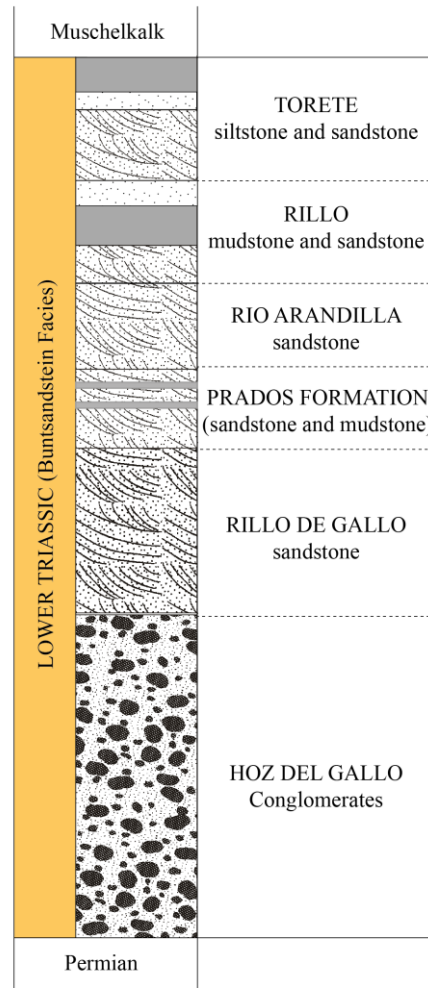 Muschelkalk
LOWER TRIASSIC (Buntsandstein Facies)
TORETE
siltstone and sandstone
RILLO
mudstone and sandstone
RIO ARANDILLA
sandstone
PRADOS FORMATION
(sandstone and mudstone)
RILLO DE GALLO
sandstone
HOZ DEL GALLO
Conglomerates
Permian